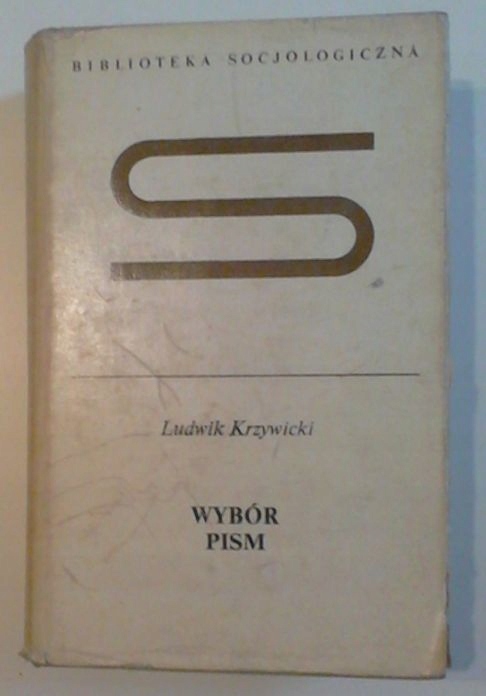 BIBLIOTEKA SOCJOLOGICZNA
S
Ludwik Krzywicki
WYBÓR
PISM